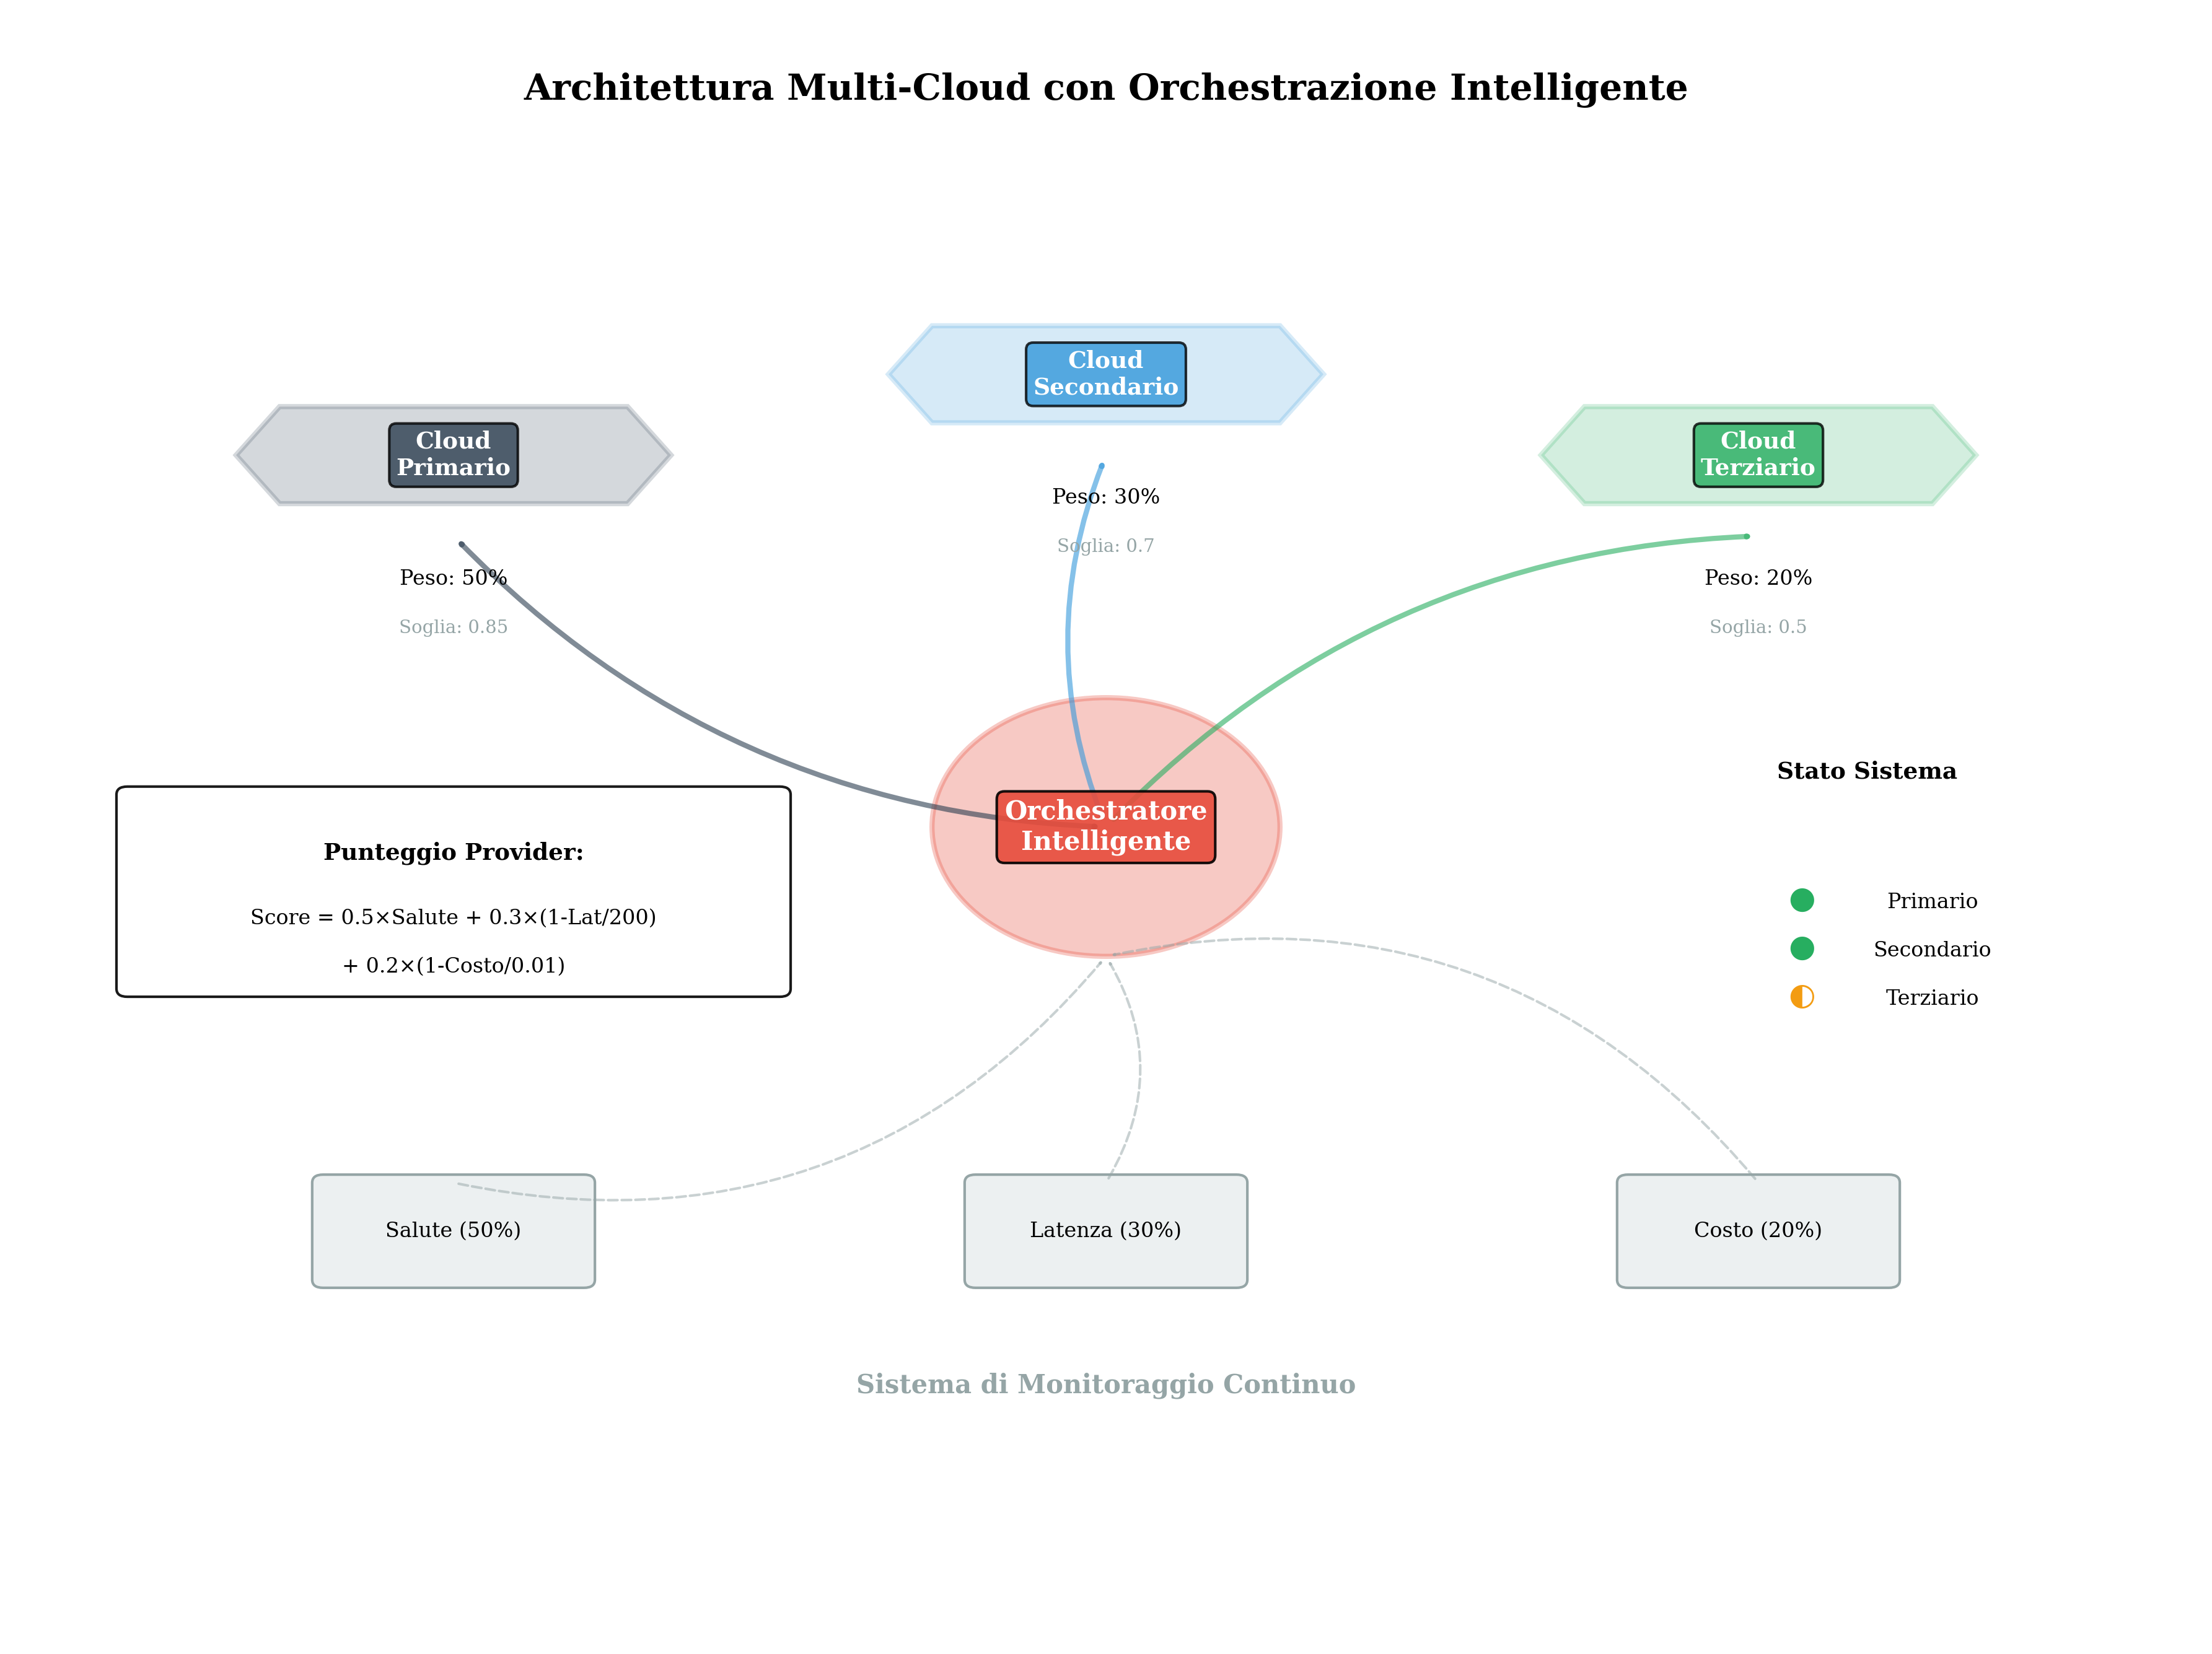 Architettura Multi-Cloud con Orchestrazione Intelligente
Cloud
Secondario
Cloud
Primario
Cloud
Terziario
Peso: 30%
Soglia: 0.7
Peso: 50%
Soglia: 0.85
Peso: 20%
Soglia: 0.5
Orchestratore
Intelligente
Punteggio Provider:
Score = 0.5×Salute + 0.3×(1-Lat/200)
+ 0.2×(1-Costo/0.01)
Stato Sistema
Primario
Secondario
Terziario
Salute (50%)
Latenza (30%)
Costo (20%)
Sistema di Monitoraggio Continuo